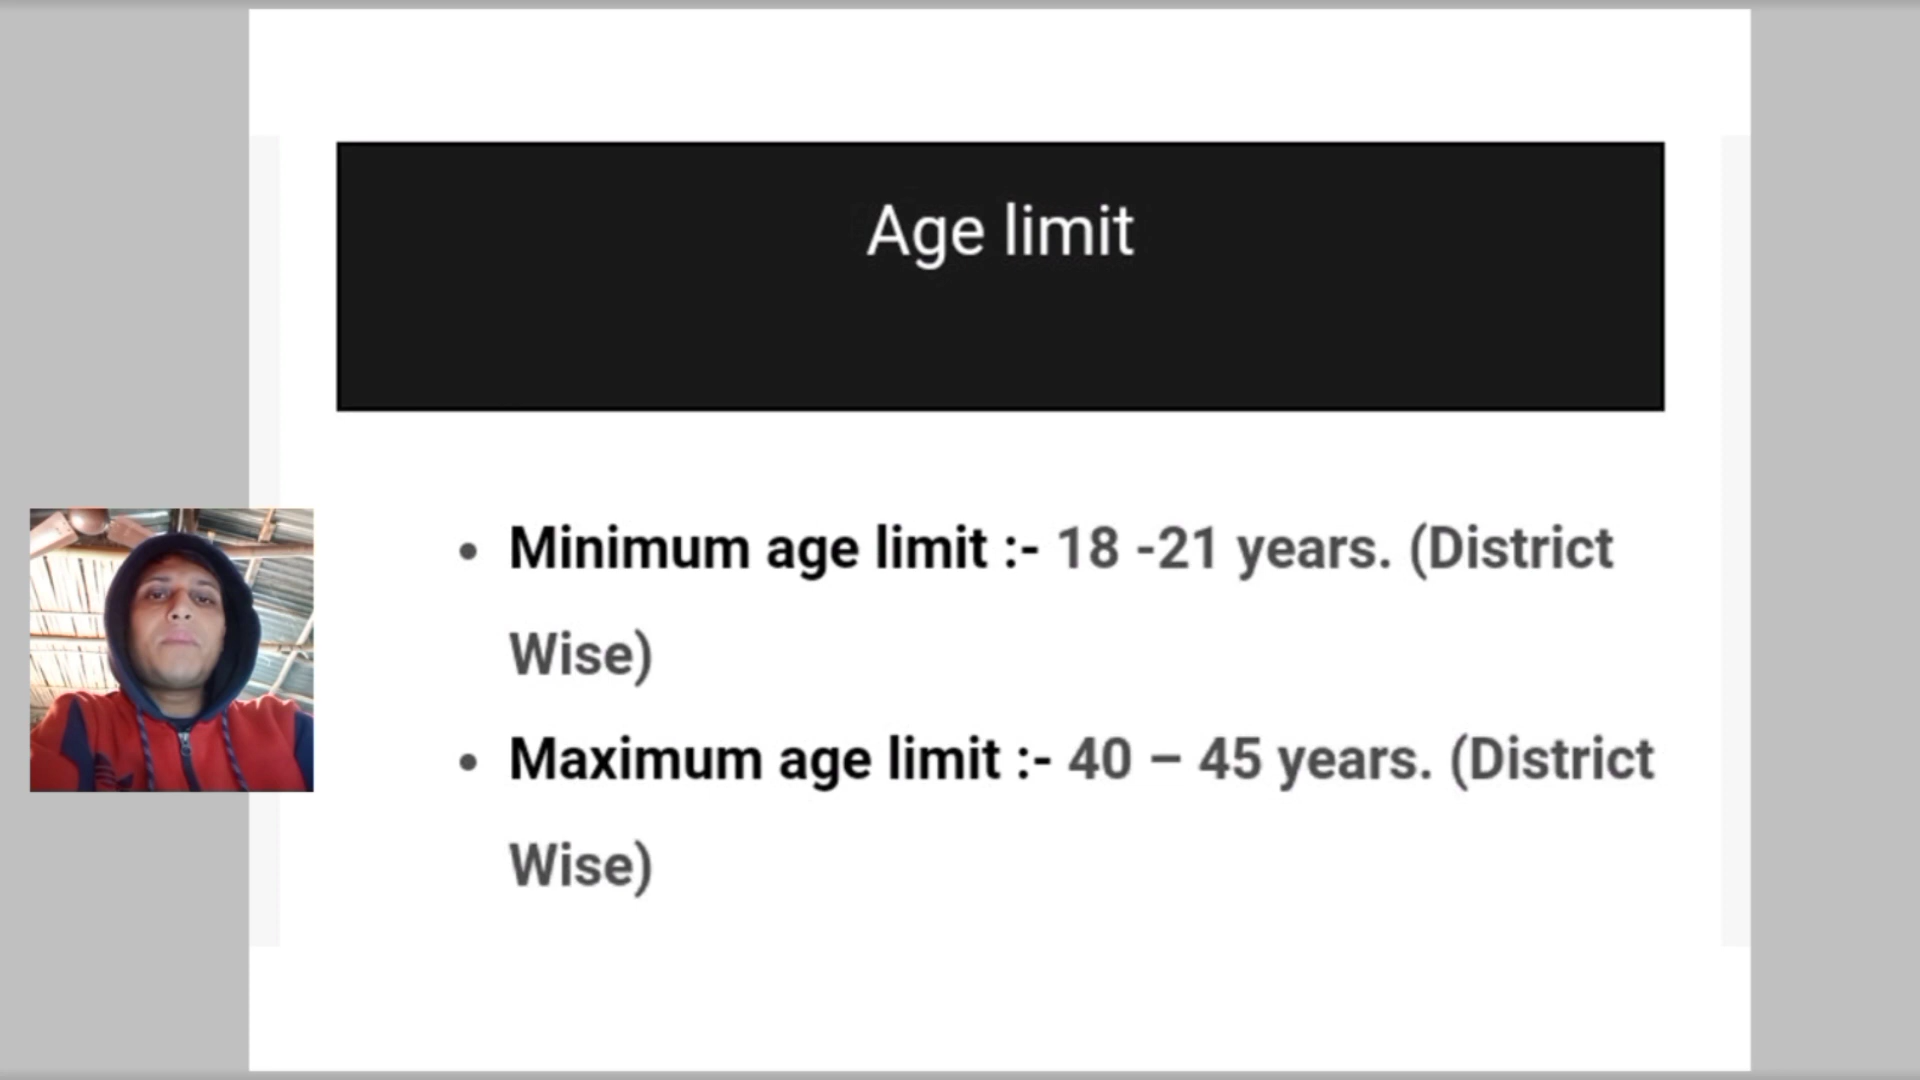 Age limit
• Minimum age limit :- 18 -21 years. (District
Wise)
• Maximum age limit :- 40 – 45 years. (District
Wise)